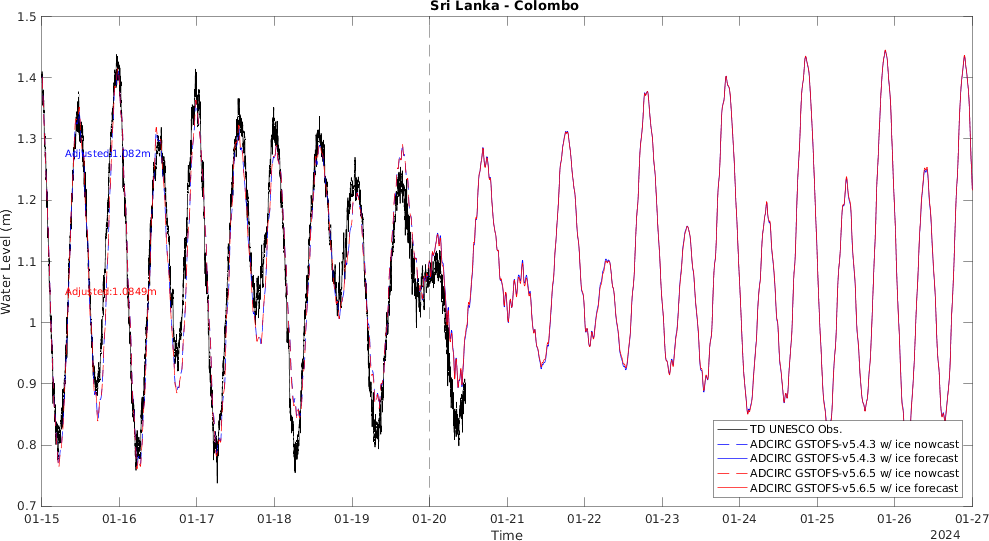 Sri Lanka - Colombo
1.5
1.4
1.3
1.2
1.1
1
0.9
0.8
0.7
Water Level (m)
Adjusted:1.082m
Adjusted:1.0849m
TD UNESCO Obs.
ADCIRC GSTOFS-v5.4.3 w/ ice nowcast
ADCIRC GSTOFS-v5.4.3 w/ ice forecast
ADCIRC GSTOFS-v5.6.5 w/ ice nowcast
ADCIRC GSTOFS-v5.6.5 w/ ice forecast
01-15 01-16 01-17 01-18 01-19 01-20 01-21 01-22 01-23 01-24 01-25 01-26 01-27
Time
2024